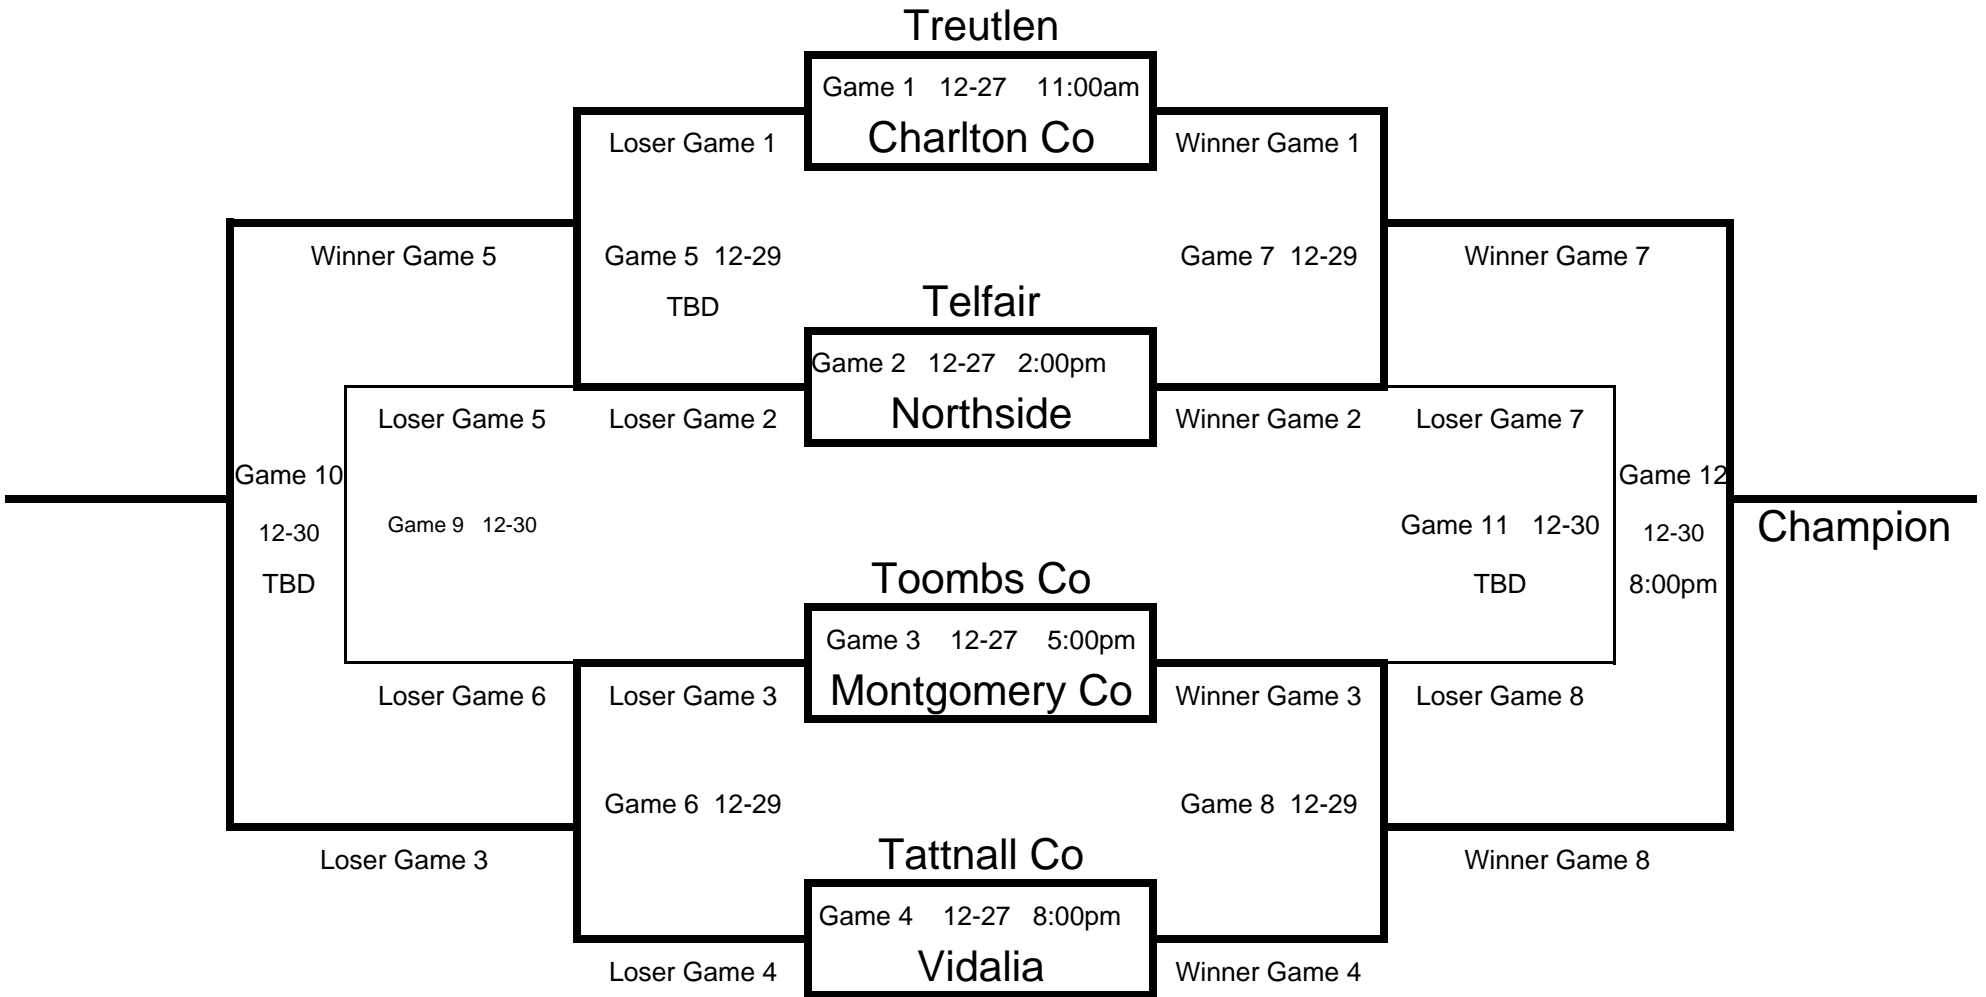 Treutlen
Game 1 12-27 11:00am
Loser Game 1 Charlton Co Winner Game 1
Winner Game 5 Game 5 12-29 Game 7 12-29 Winner Game 7
TBD Telfair
Game 2 12-27 2:00pm
Loser Game 5 Loser Game 2 Northside Winner Game 2 Loser Game 7
Game 10 Game 12
12-30 Game 9 12-30 Game 11 12-30 12-30 Champion
TBD Toombs Co TBD 8:00pm
Game 3 12-27 5:00pm
Loser Game 6 Loser Game 3 Montgomery Co Winner Game 3 Loser Game 8
Game 6 12-29 Game 8 12-29
Loser Game 3 Tattnall Co Winner Game 8
Game 4 12-27 8:00pm
Loser Game 4 Vidalia Winner Game 4